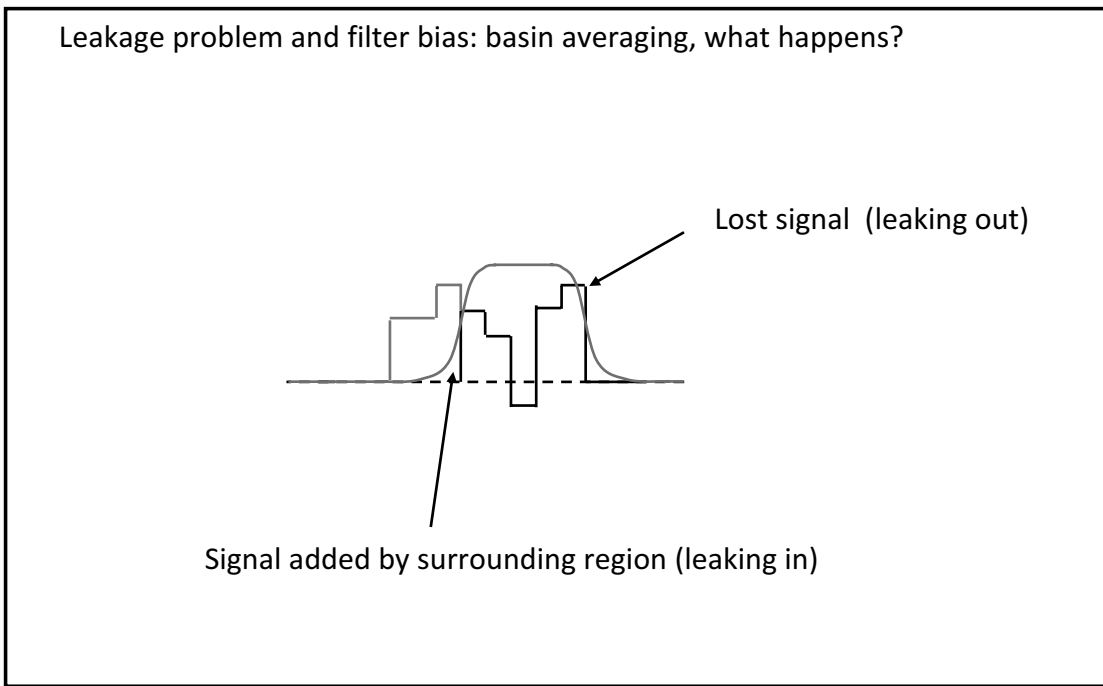 Leakage problem and filter bias: basin averaging, what happens?
Lost signal (leaking out)
Signal added by surrounding region (leaking in)